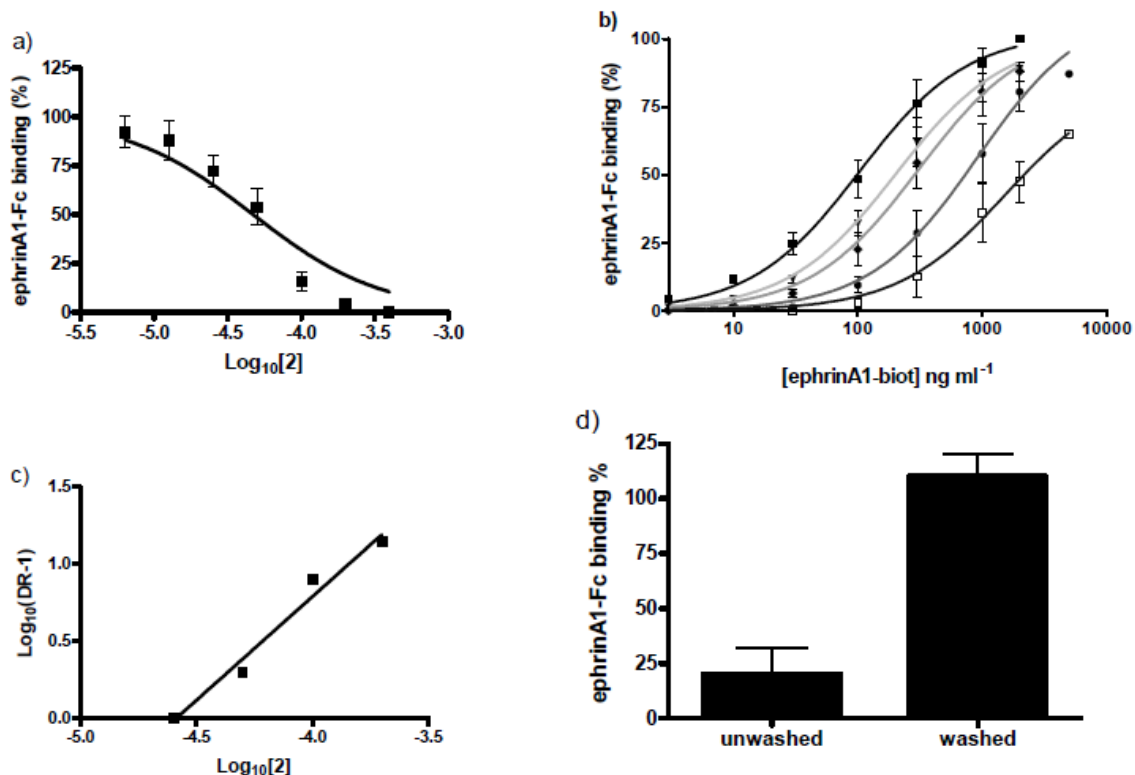 a)
ephrinA1-Fc binding (%)
125
100
75
50
25
0
-5.5 -5.0 -4.5 -4.0 -3.5 -3.0
Log10[2]
b)
ephrinA1-Fc binding (%)
100
75
50
25
0
10 100 1000 10000
[ephrinA1-biot] ng ml-1
c)
Log10(DR-1)
1.5
1.0
0.5
0.0
-5.0 -4.5 -4.0 -3.5
Log10[2]
d)
ephrinA1-Fc binding %
125
100
75
50
25
0
unwashed washed